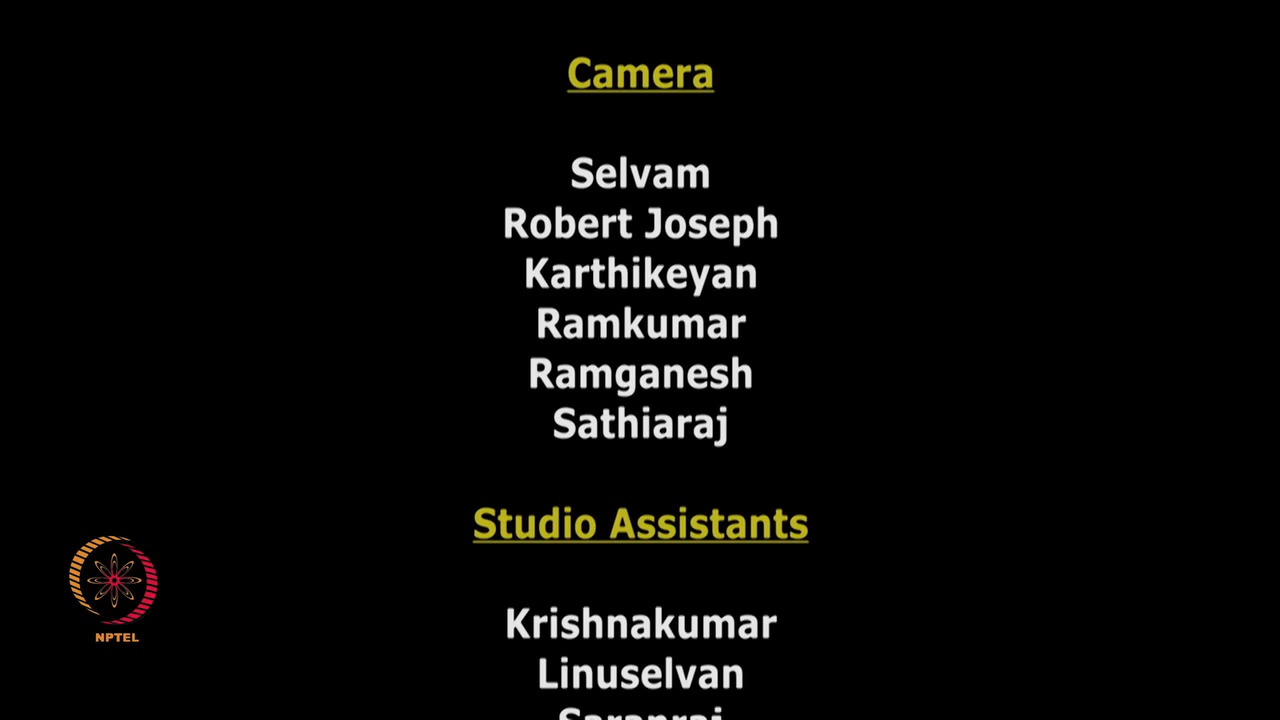 Camera
Selvam
Robert Joseph
Karthikeyan
Ramkumar
Ramganesh
Sathiaraj
Studio Assistants
NPTEL
Krishnakumar
Linuselvan